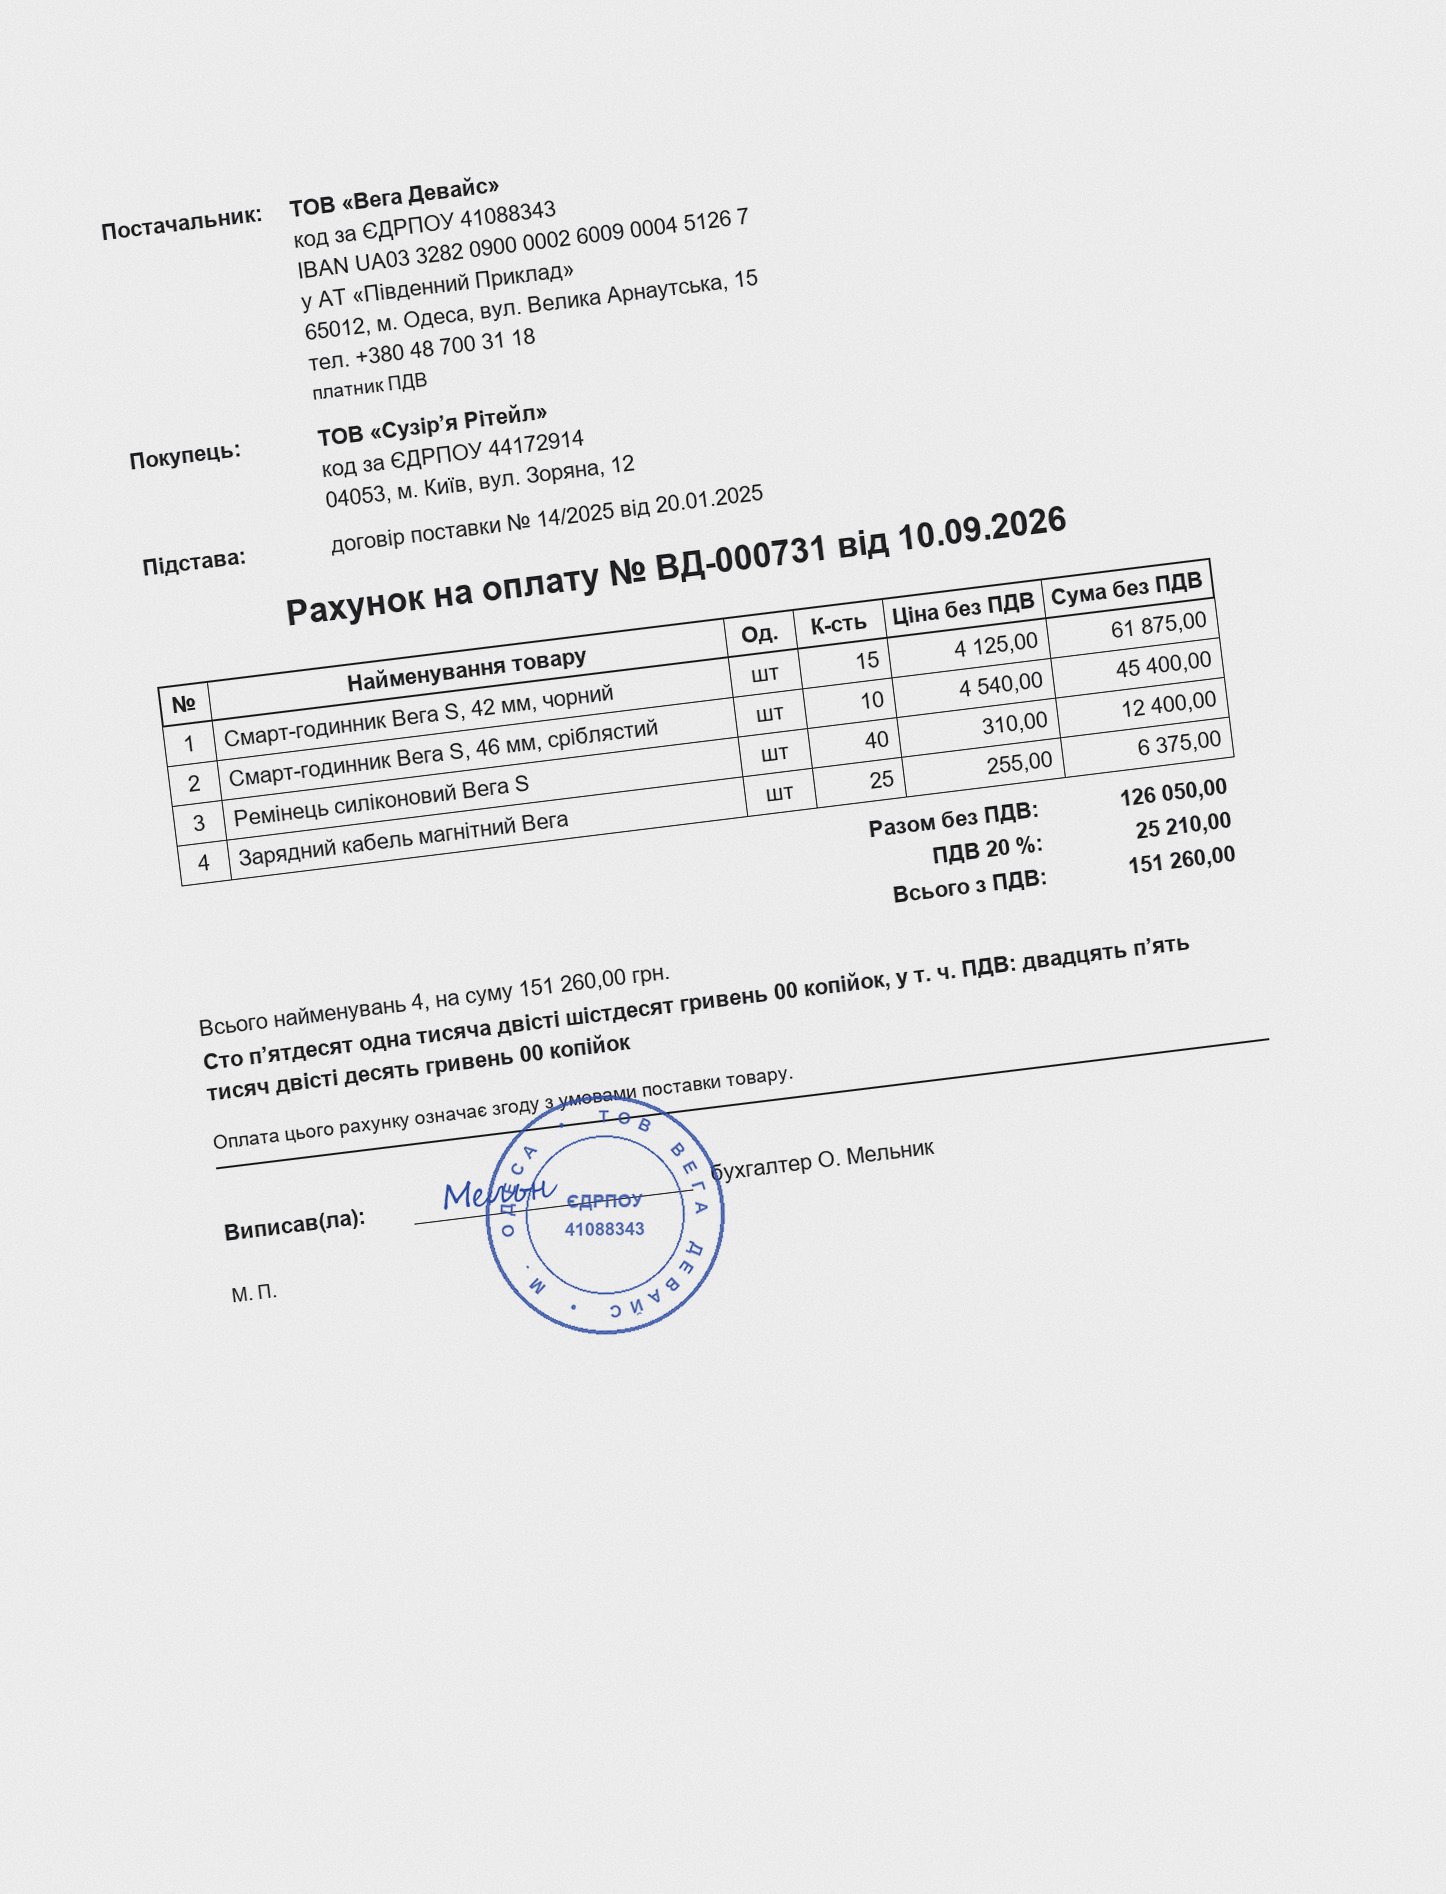 Постачальник: ТОВ «Вега Девайс»
код за ЄДРПОУ 41088343
IBAN UA03 3282 0900 0002 6009 0004 5126 7
у АТ «Південний Приклад»
65012, м. Одеса, вул. Велика Арнаутська, 15
тел. +380 48 700 31 18
платник ПДВ
Покупець: ТОВ «Сузір’я Рітейл»
код за ЄДРПОУ 44172914
04053, м. Київ, вул. Зоряна, 12
Підстава: договір поставки № 14/2025 від 20.01.2025
Рахунок на оплату № ВД-000731 від 10.09.2026
№ Найменування товару Од. К-сть Ціна без ПДВ Сума без ПДВ
1 Смарт-годинник Вега S, 42 мм, чорний шт 15 4 125,00 61 875,00
2 Смарт-годинник Вега S, 46 мм, сріблястий шт 10 4 540,00 45 400,00
3 Ремінець силіконовий Вега S шт 40 310,00 12 400,00
4 Зарядний кабель магнітний Вега шт 25 255,00 6 375,00
Разом без ПДВ: 126 050,00
ПДВ 20 %: 25 210,00
Всього з ПДВ: 151 260,00
Всього найменувань 4, на суму 151 260,00 грн.
Сто п’ятдесят одна тисяча двісті шістдесят гривень 00 копійок, у т. ч. ПДВ: двадцять п’ять
тисяч двісті десять гривень 00 копійок
Оплата цього рахунку означає згоду з умовами поставки товару.
Виписав(ла): Мельн бухгалтер О. Мельник
М. П.
• ТОВ ВЕГА ДЕВАЙС • М. ОДЕСА
ЄДРПОУ
41088343